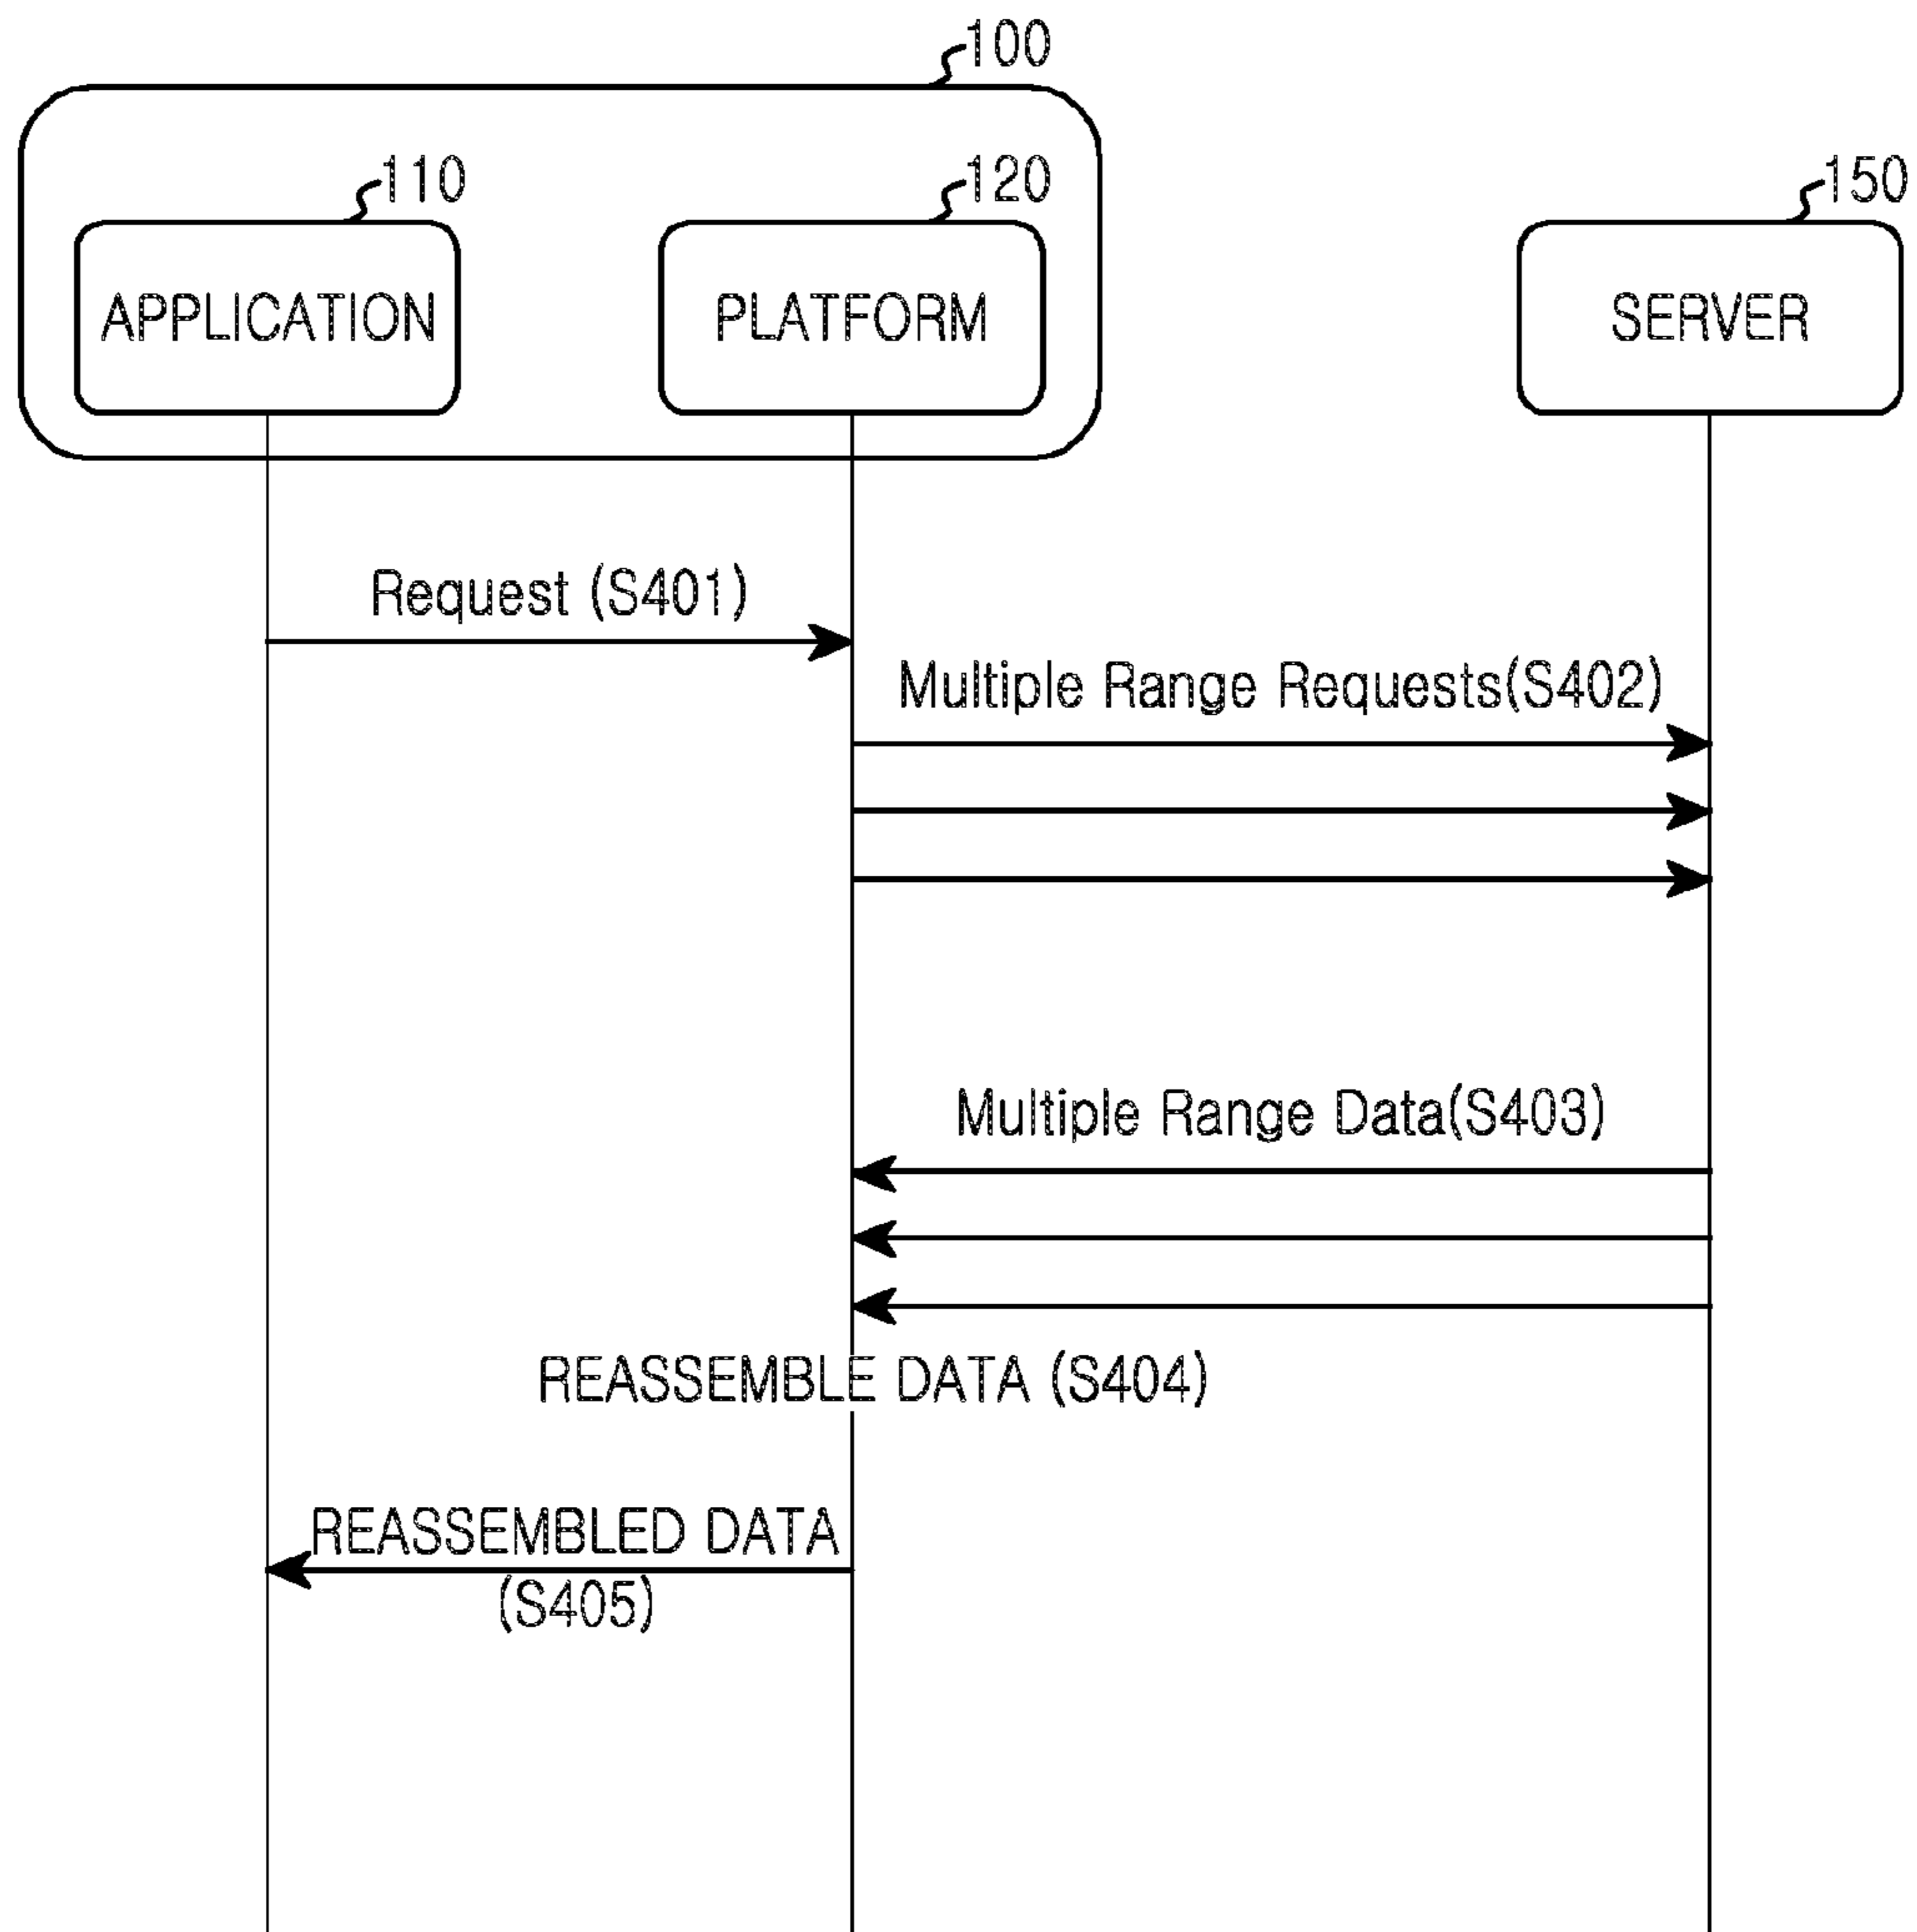 100
110
120
150
APPLICATION
PLATFORM
SERVER
Request (S401)
Multiple Range Requests(S402)
Multiple Range Data(S403)
REASSEMBLE DATA (S404)
REASSEMBLED DATA
(S405)